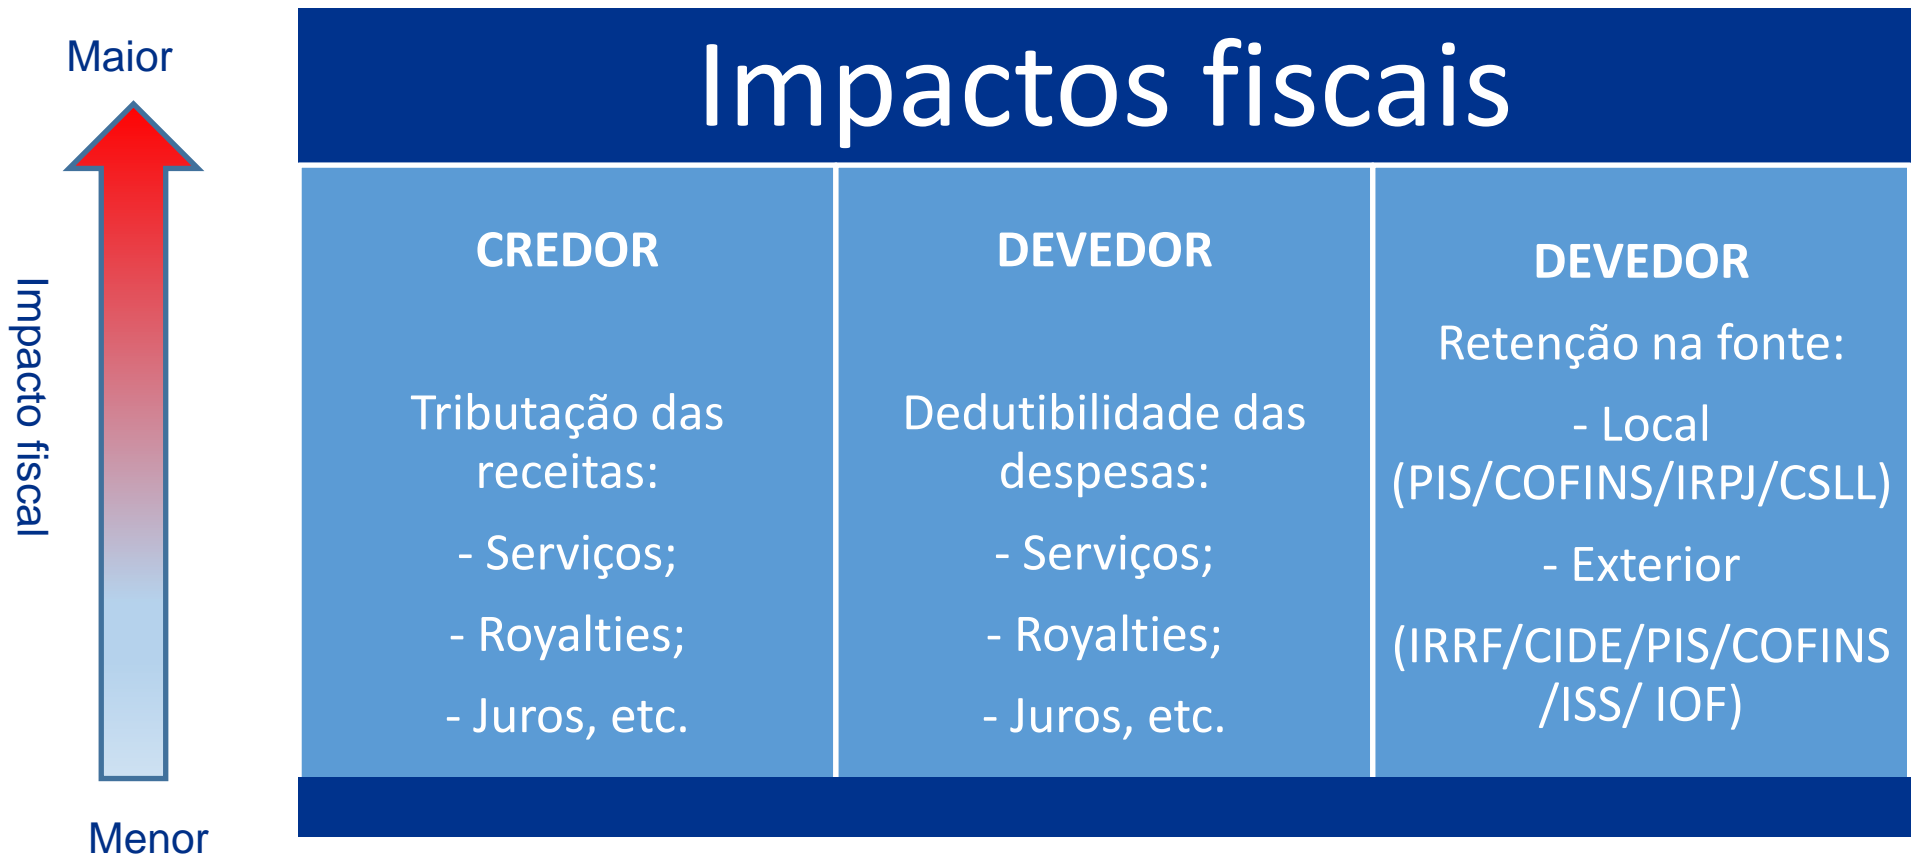 Maior
Impacto fiscal
Menor
Impactos fiscais
CREDOR
Tributação das
receitas:
- Serviços;
- Royalties;
- Juros, etc.
DEVEDOR
Dedutibilidade das
despesas:
- Serviços;
- Royalties;
- Juros, etc.
DEVEDOR
Retenção na fonte:
- Local
(PIS/COFINS/IRPJ/CSLL)
- Exterior
(IRRF/CIDE/PIS/COFINS
/ISS/ IOF)